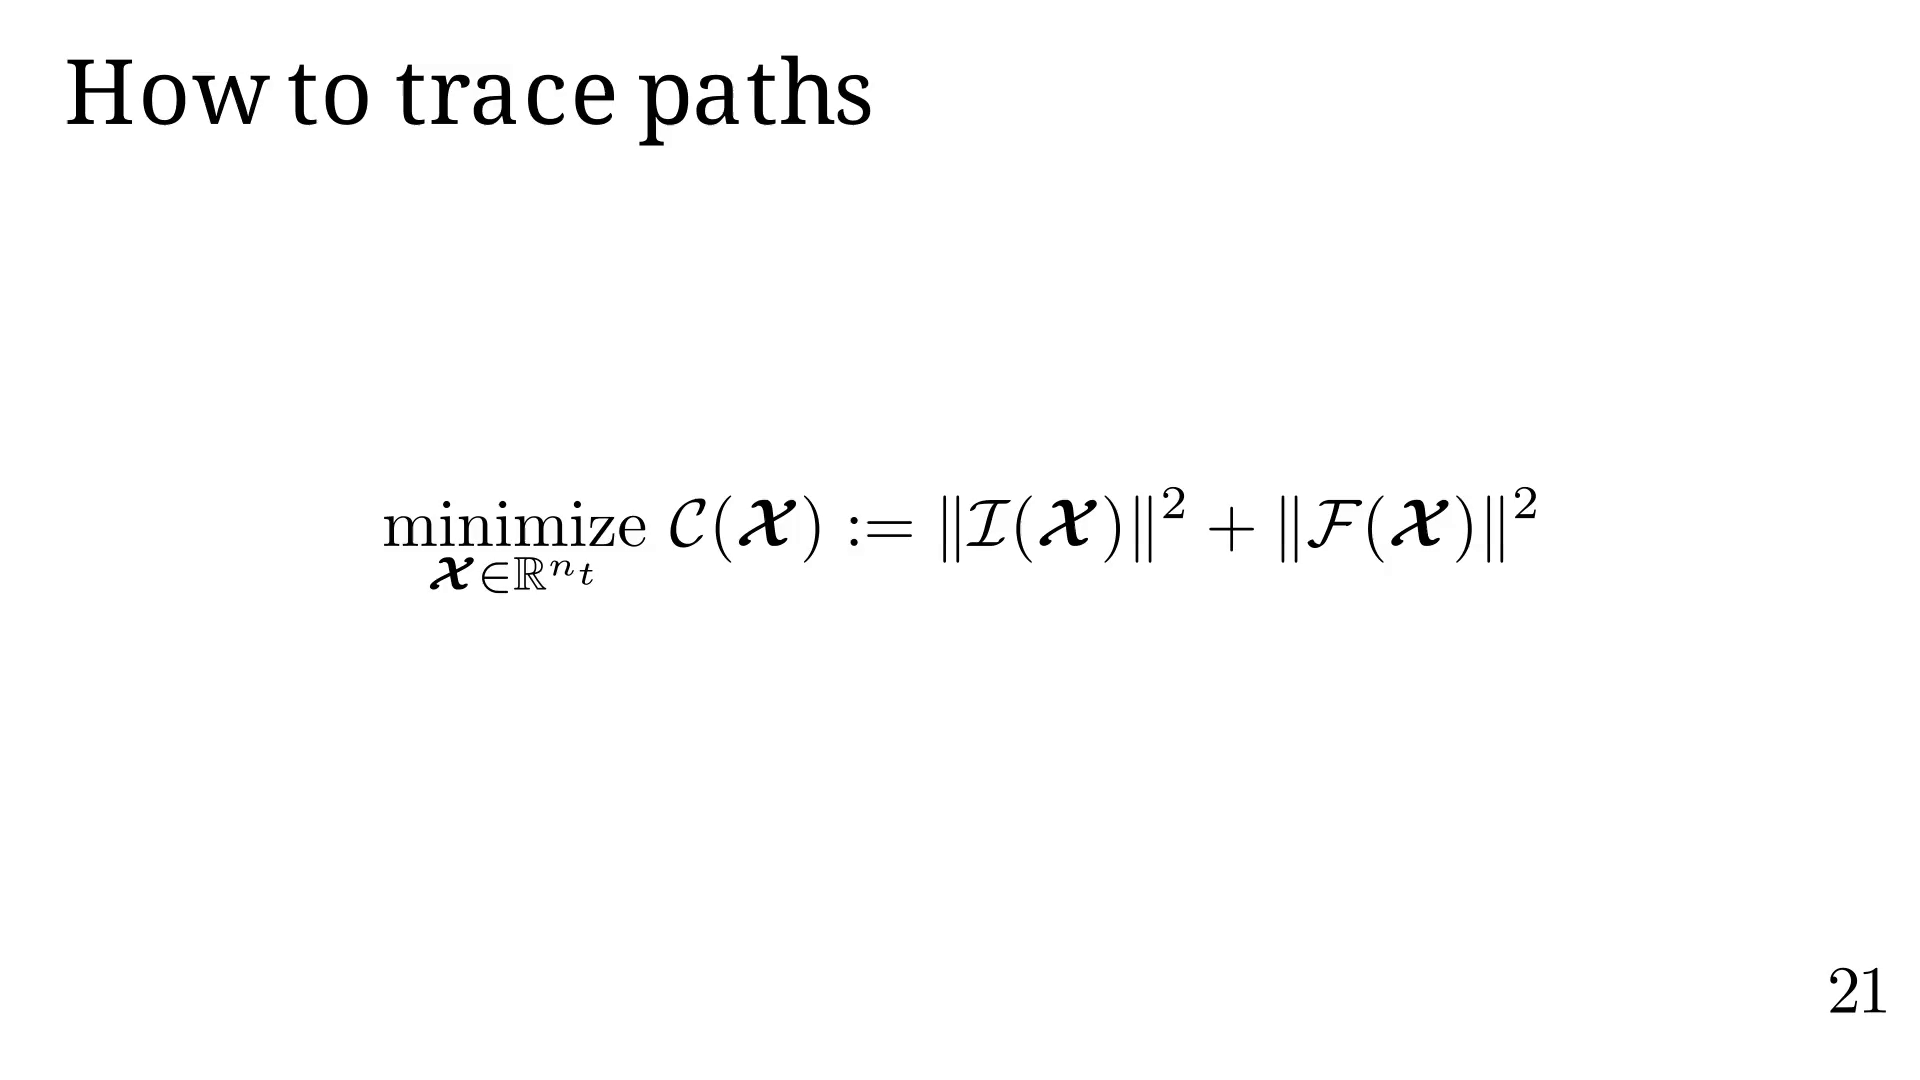 How to trace paths
minimize 𝒞(𝓧) := ‖ℐ(𝓧)‖² + ‖ℱ(𝓧)‖²
𝓧∈ℝⁿₜ
21